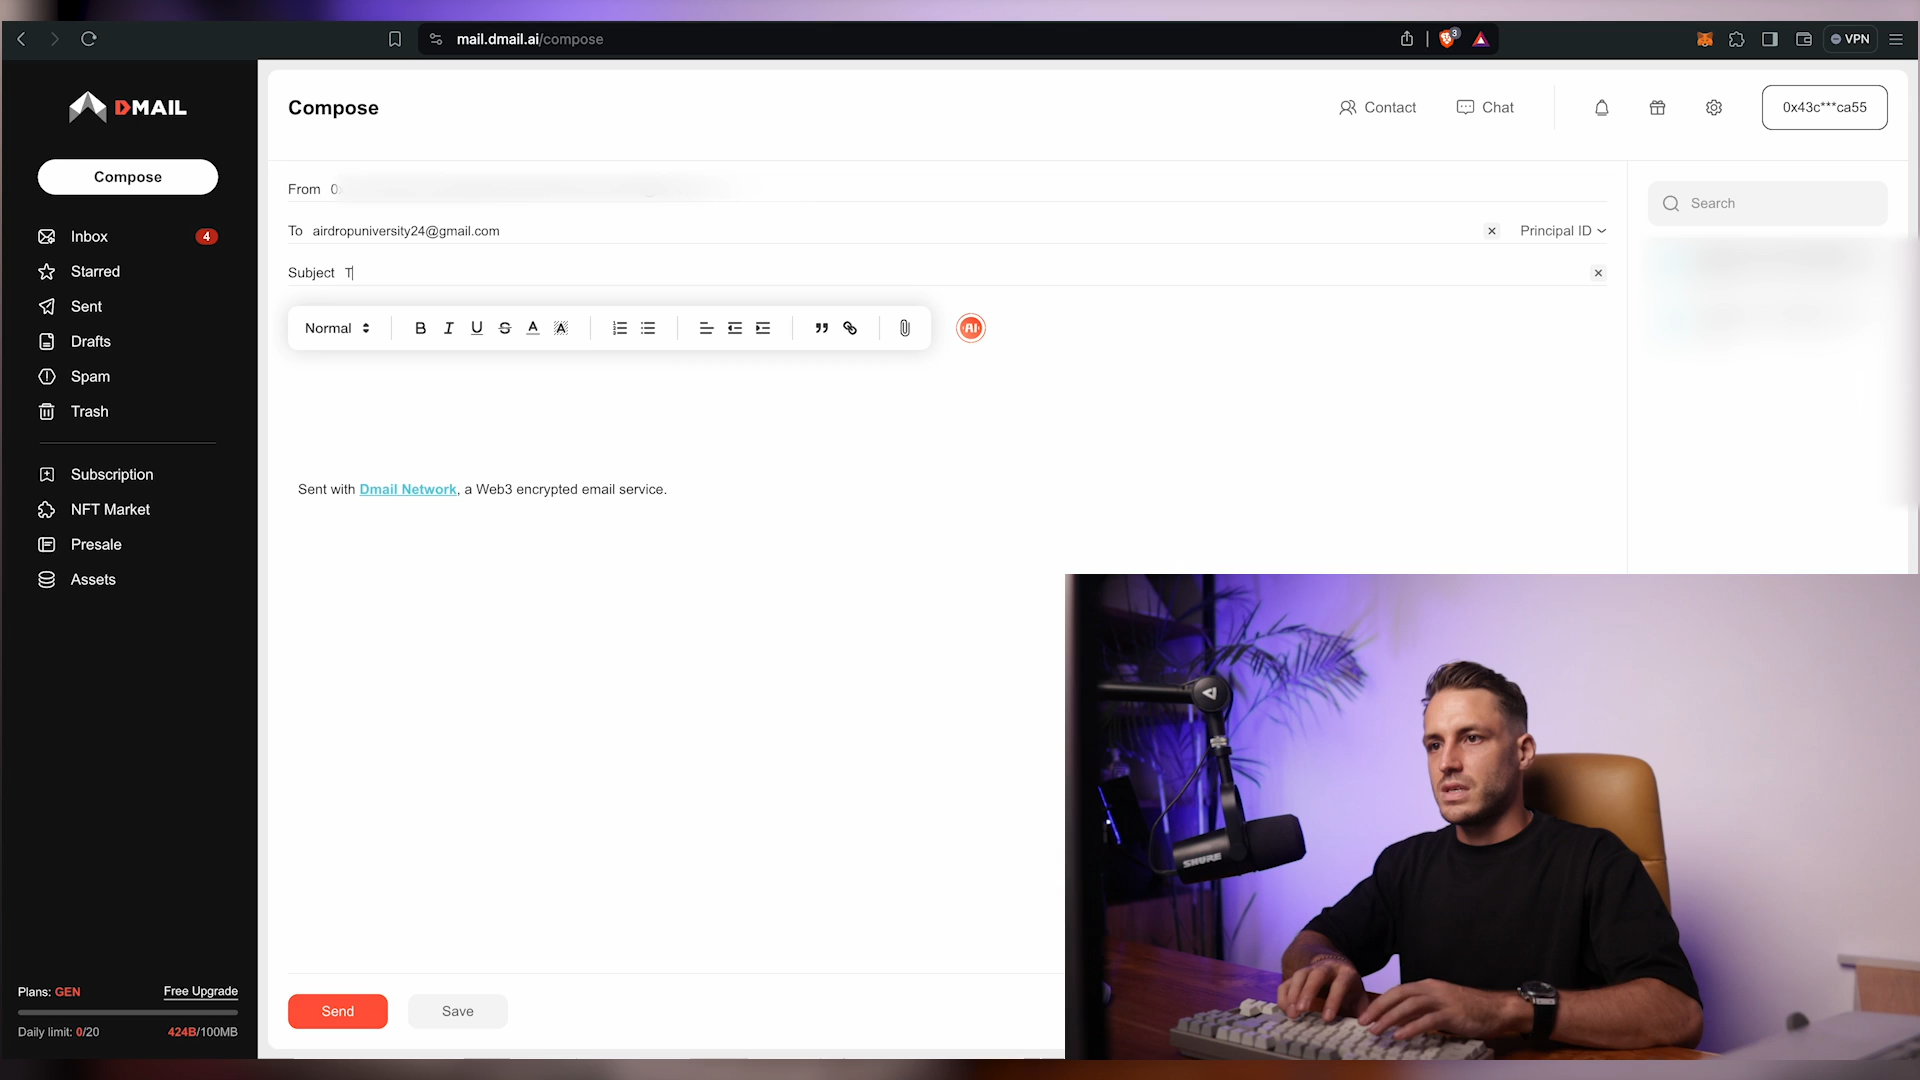 mail.dmail.ai/compose
3
VPN
DMAIL
Compose
Contact
Chat
0x43c***ca55
Compose
From 0
To airdropuniversity24@gmail.com
Principal ID
Search
Subject T
Inbox
4
Starred
Sent
Drafts
Spam
Trash
Normal
B I U S A A
AI
Sent with Dmail Network, a Web3 encrypted email service.
Subscription
NFT Market
Presale
Assets
SHURE
Plans: GEN
Free Upgrade
Daily limit: 0/20
424B/100MB
Send
Save